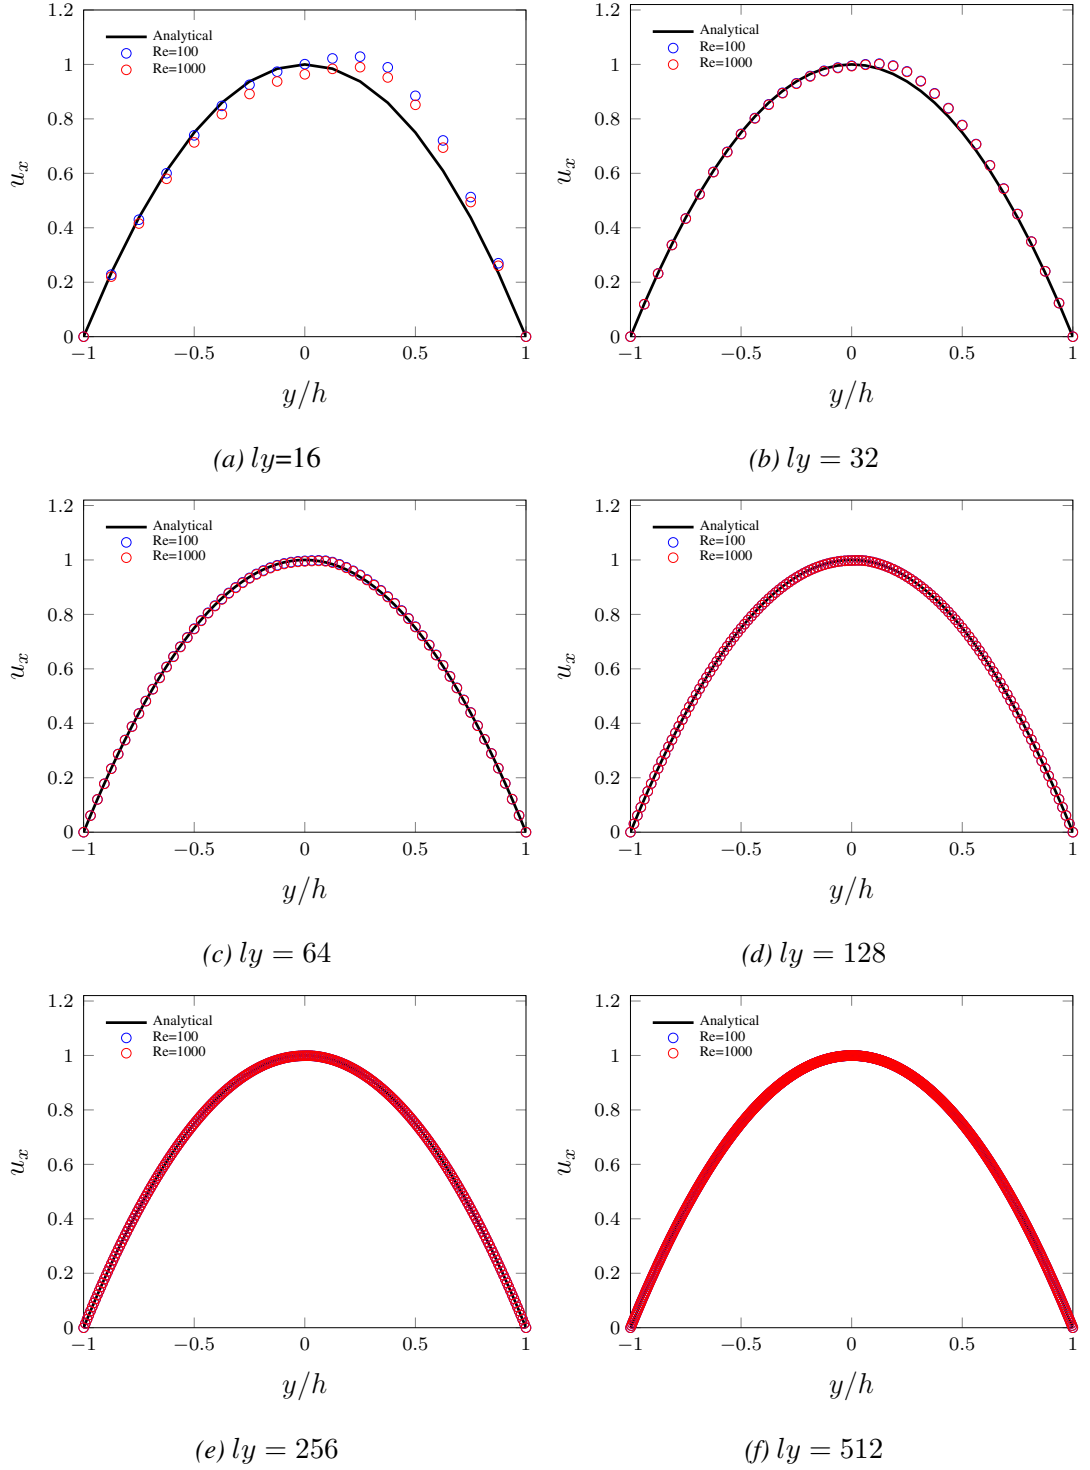 1.2
1
0.8
0.6
0.4
0.2
0
u_x
Analytical
Re=100
Re=1000
−1 −0.5 0 0.5 1
y/h
(a) ly=16
1.2
1
0.8
0.6
0.4
0.2
0
u_x
Analytical
Re=100
Re=1000
−1 −0.5 0 0.5 1
y/h
(b) ly = 32
1.2
1
0.8
0.6
0.4
0.2
0
u_x
Analytical
Re=100
Re=1000
−1 −0.5 0 0.5 1
y/h
(c) ly = 64
1.2
1
0.8
0.6
0.4
0.2
0
u_x
Analytical
Re=100
Re=1000
−1 −0.5 0 0.5 1
y/h
(d) ly = 128
1.2
1
0.8
0.6
0.4
0.2
0
u_x
Analytical
Re=100
Re=1000
−1 −0.5 0 0.5 1
y/h
(e) ly = 256
1.2
1
0.8
0.6
0.4
0.2
0
u_x
Analytical
Re=100
Re=1000
−1 −0.5 0 0.5 1
y/h
(f) ly = 512